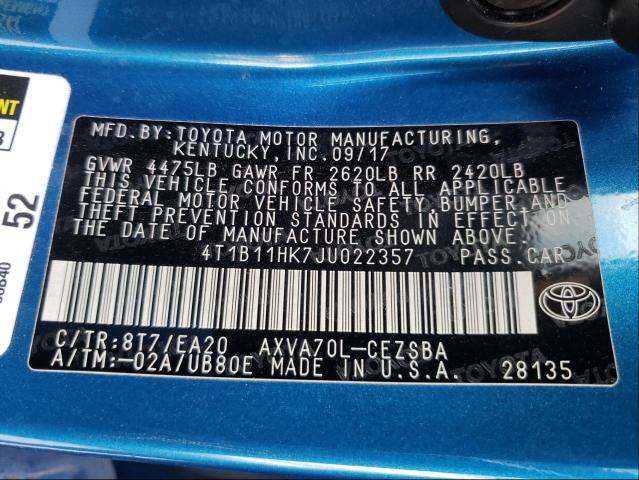 MFD.BY:TOYOTA MOTOR MANUFACTURING,
KENTUCKY,INC.09/17
GVWR 4475LB GAWR FR 2620LB RR 2420LB
THIS VEHICLE CONFORMS TO ALL APPLICABLE
FEDERAL MOTOR VEHICLE SAFETY BUMPER AND
THEFT PREVENTION STANDARDS IN EFFECT ON
THE DATE OF MANUFACTURE SHOWN ABOVE.
4T1B11HK7JU022357 PASS.CAR
C/TR:8T7/EA20 AXVA70L-CEZSBA
A/TM:-02A/UB80E MADE IN U.S.A. 28135
52